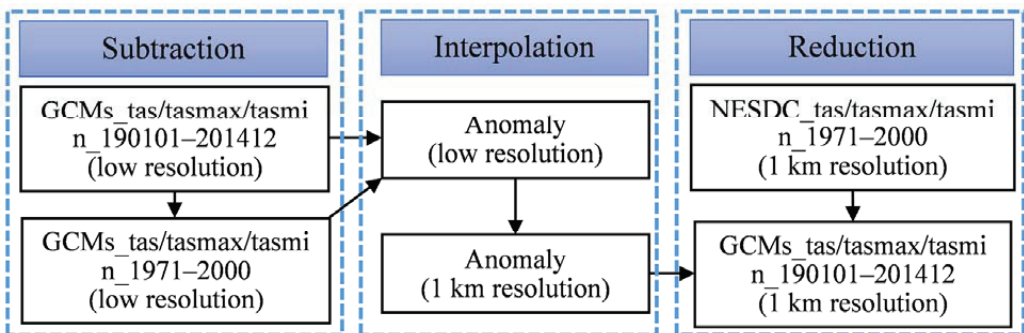 Subtraction
GCMs_tas/tasmax/tasmi
n_190101–201412
(low resolution)
GCMs_tas/tasmax/tasmi
n_1971–2000
(low resolution)
Interpolation
Anomaly
(low resolution)
Anomaly
(1 km resolution)
Reduction
NESDC_tas/tasmax/tasmi
n_1971–2000
(1 km resolution)
GCMs_tas/tasmax/tasmi
n_190101–201412
(1 km resolution)